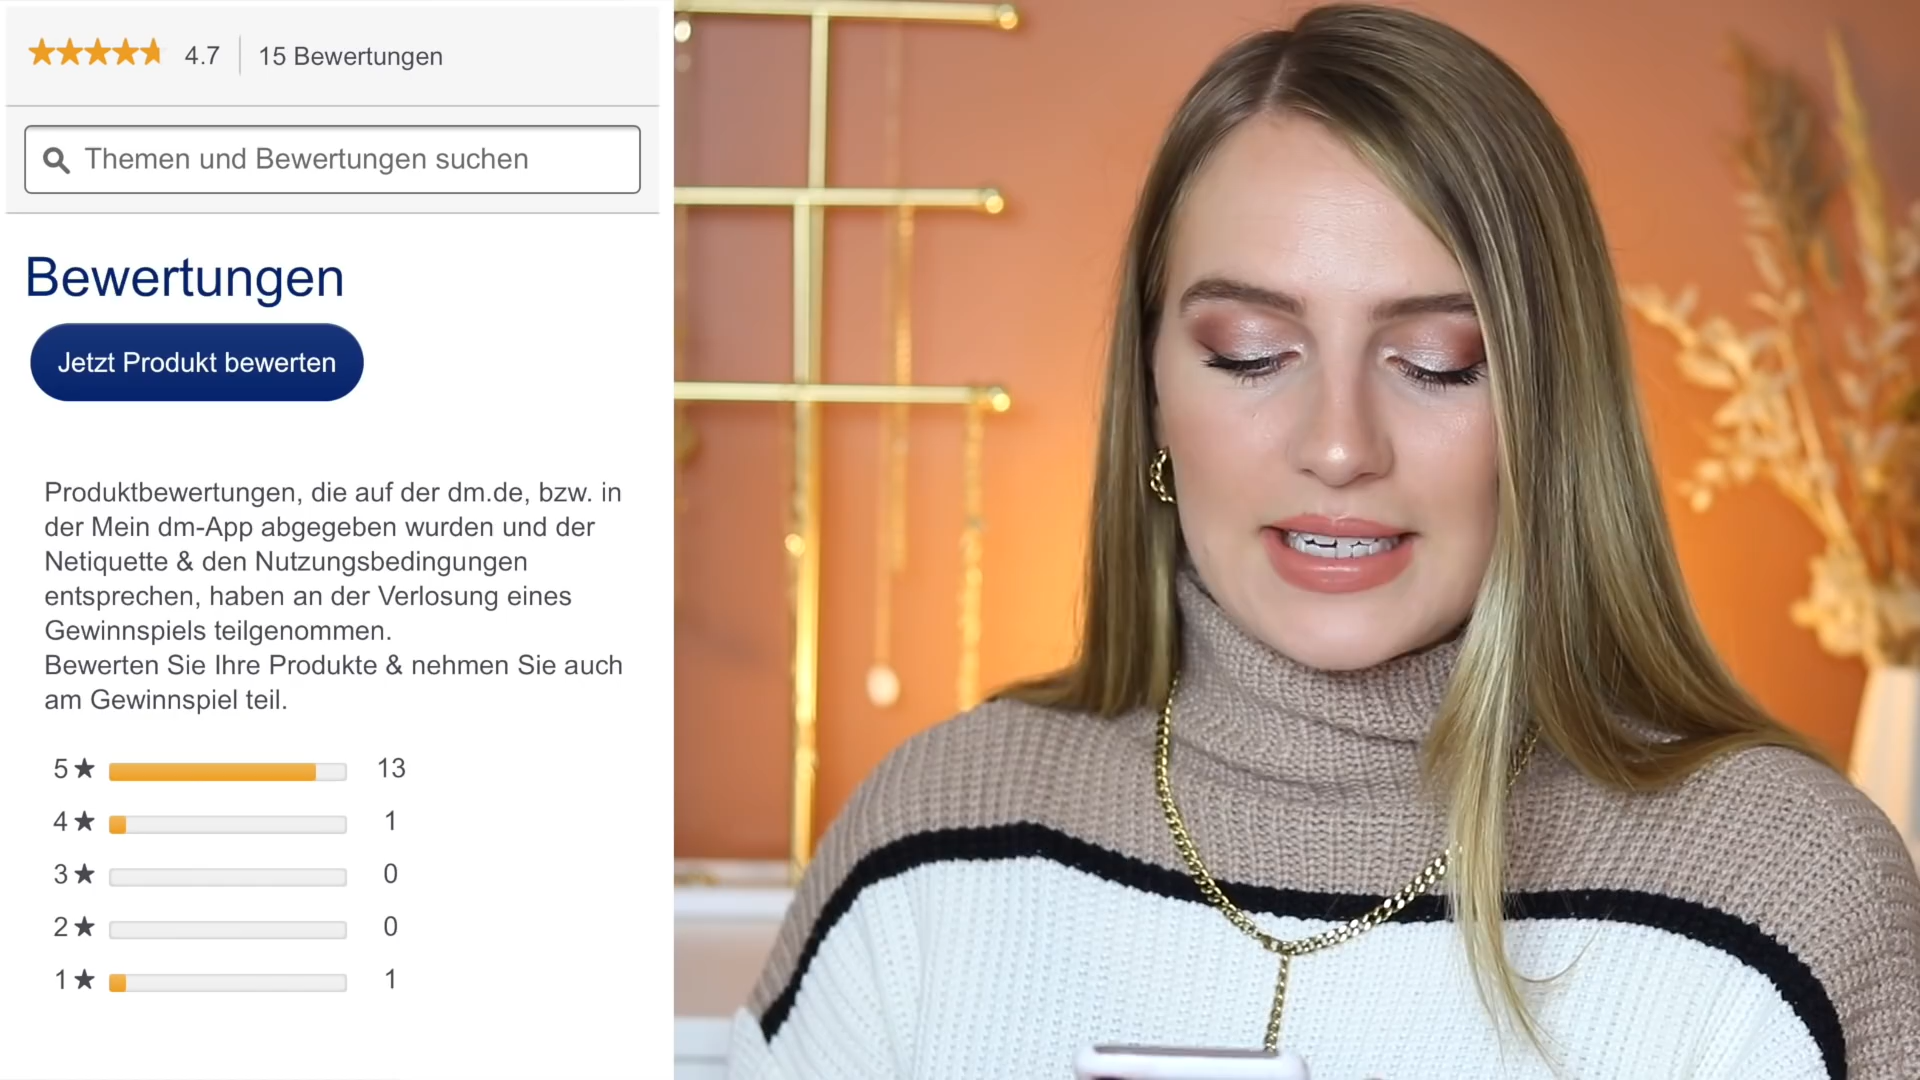 4.7 15 Bewertungen
Themen und Bewertungen suchen
Bewertungen
Jetzt Produkt bewerten
Produktbewertungen, die auf der dm.de, bzw. in
der Mein dm-App abgegeben wurden und der
Netiquette & den Nutzungsbedingungen
entsprechen, haben an der Verlosung eines
Gewinnspiels teilgenommen.
Bewerten Sie Ihre Produkte & nehmen Sie auch
am Gewinnspiel teil.
5★ 13
4★ 1
3★ 0
2★ 0
1★ 1